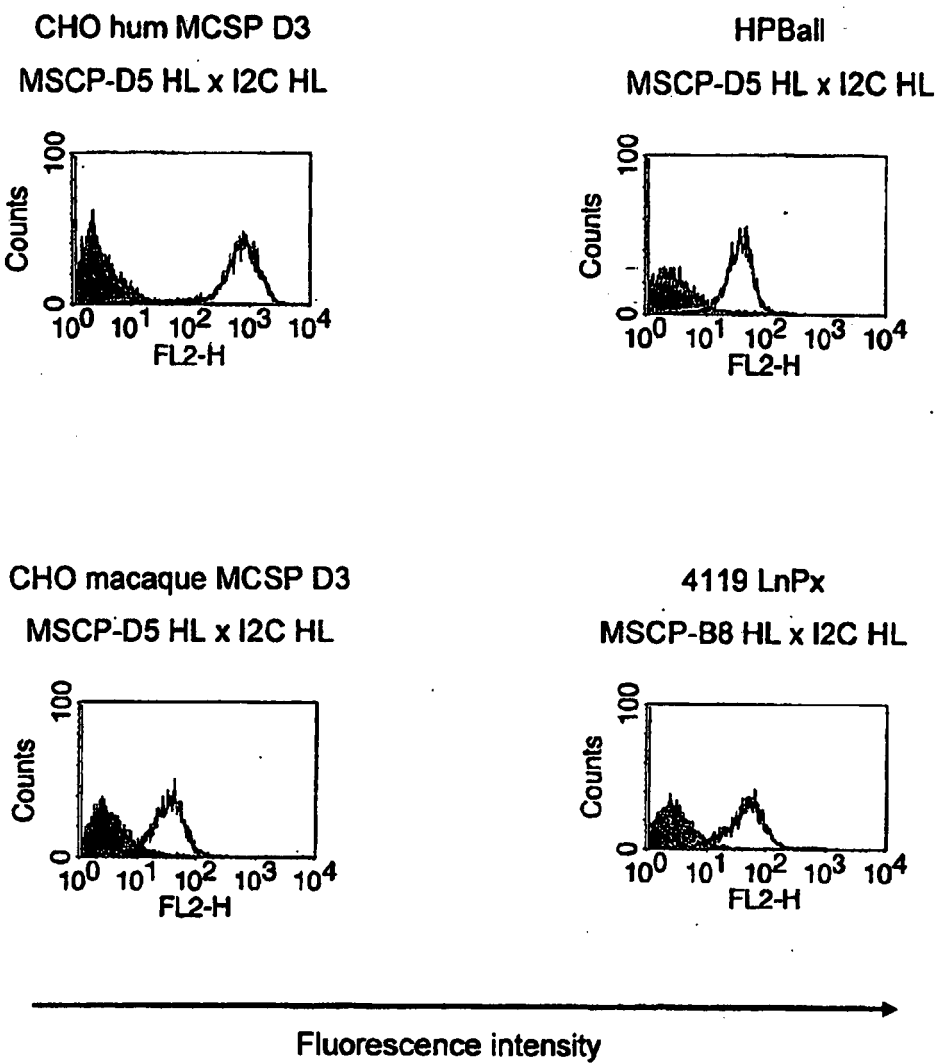 CHO hum MCSP D3
MSCP-D5 HL x I2C HL
100
Counts
0
10^0 10^1 10^2 10^3 10^4
FL2-H
HPBall
MSCP-D5 HL x I2C HL
100
Counts
0
10^0 10^1 10^2 10^3 10^4
FL2-H
CHO macaque MCSP D3
MSCP-D5 HL x I2C HL
100
Counts
0
10^0 10^1 10^2 10^3 10^4
FL2-H
4119 LnPx
MSCP-B8 HL x I2C HL
100
Counts
0
10^0 10^1 10^2 10^3 10^4
FL2-H
Fluorescence intensity